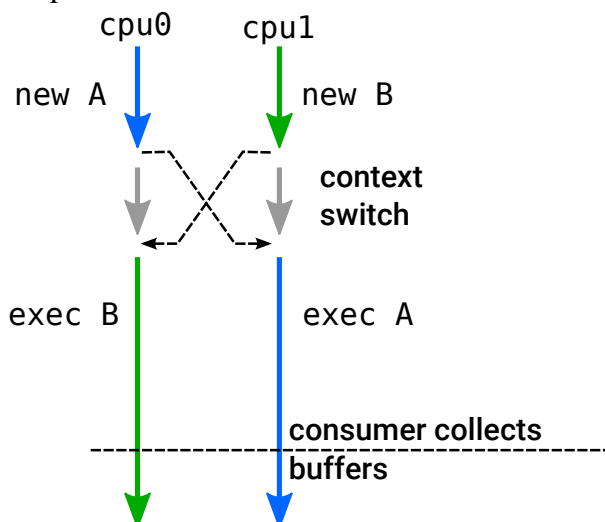 cpu0 cpu1
new A new B
context
switch
exec B exec A
consumer collects
buffers